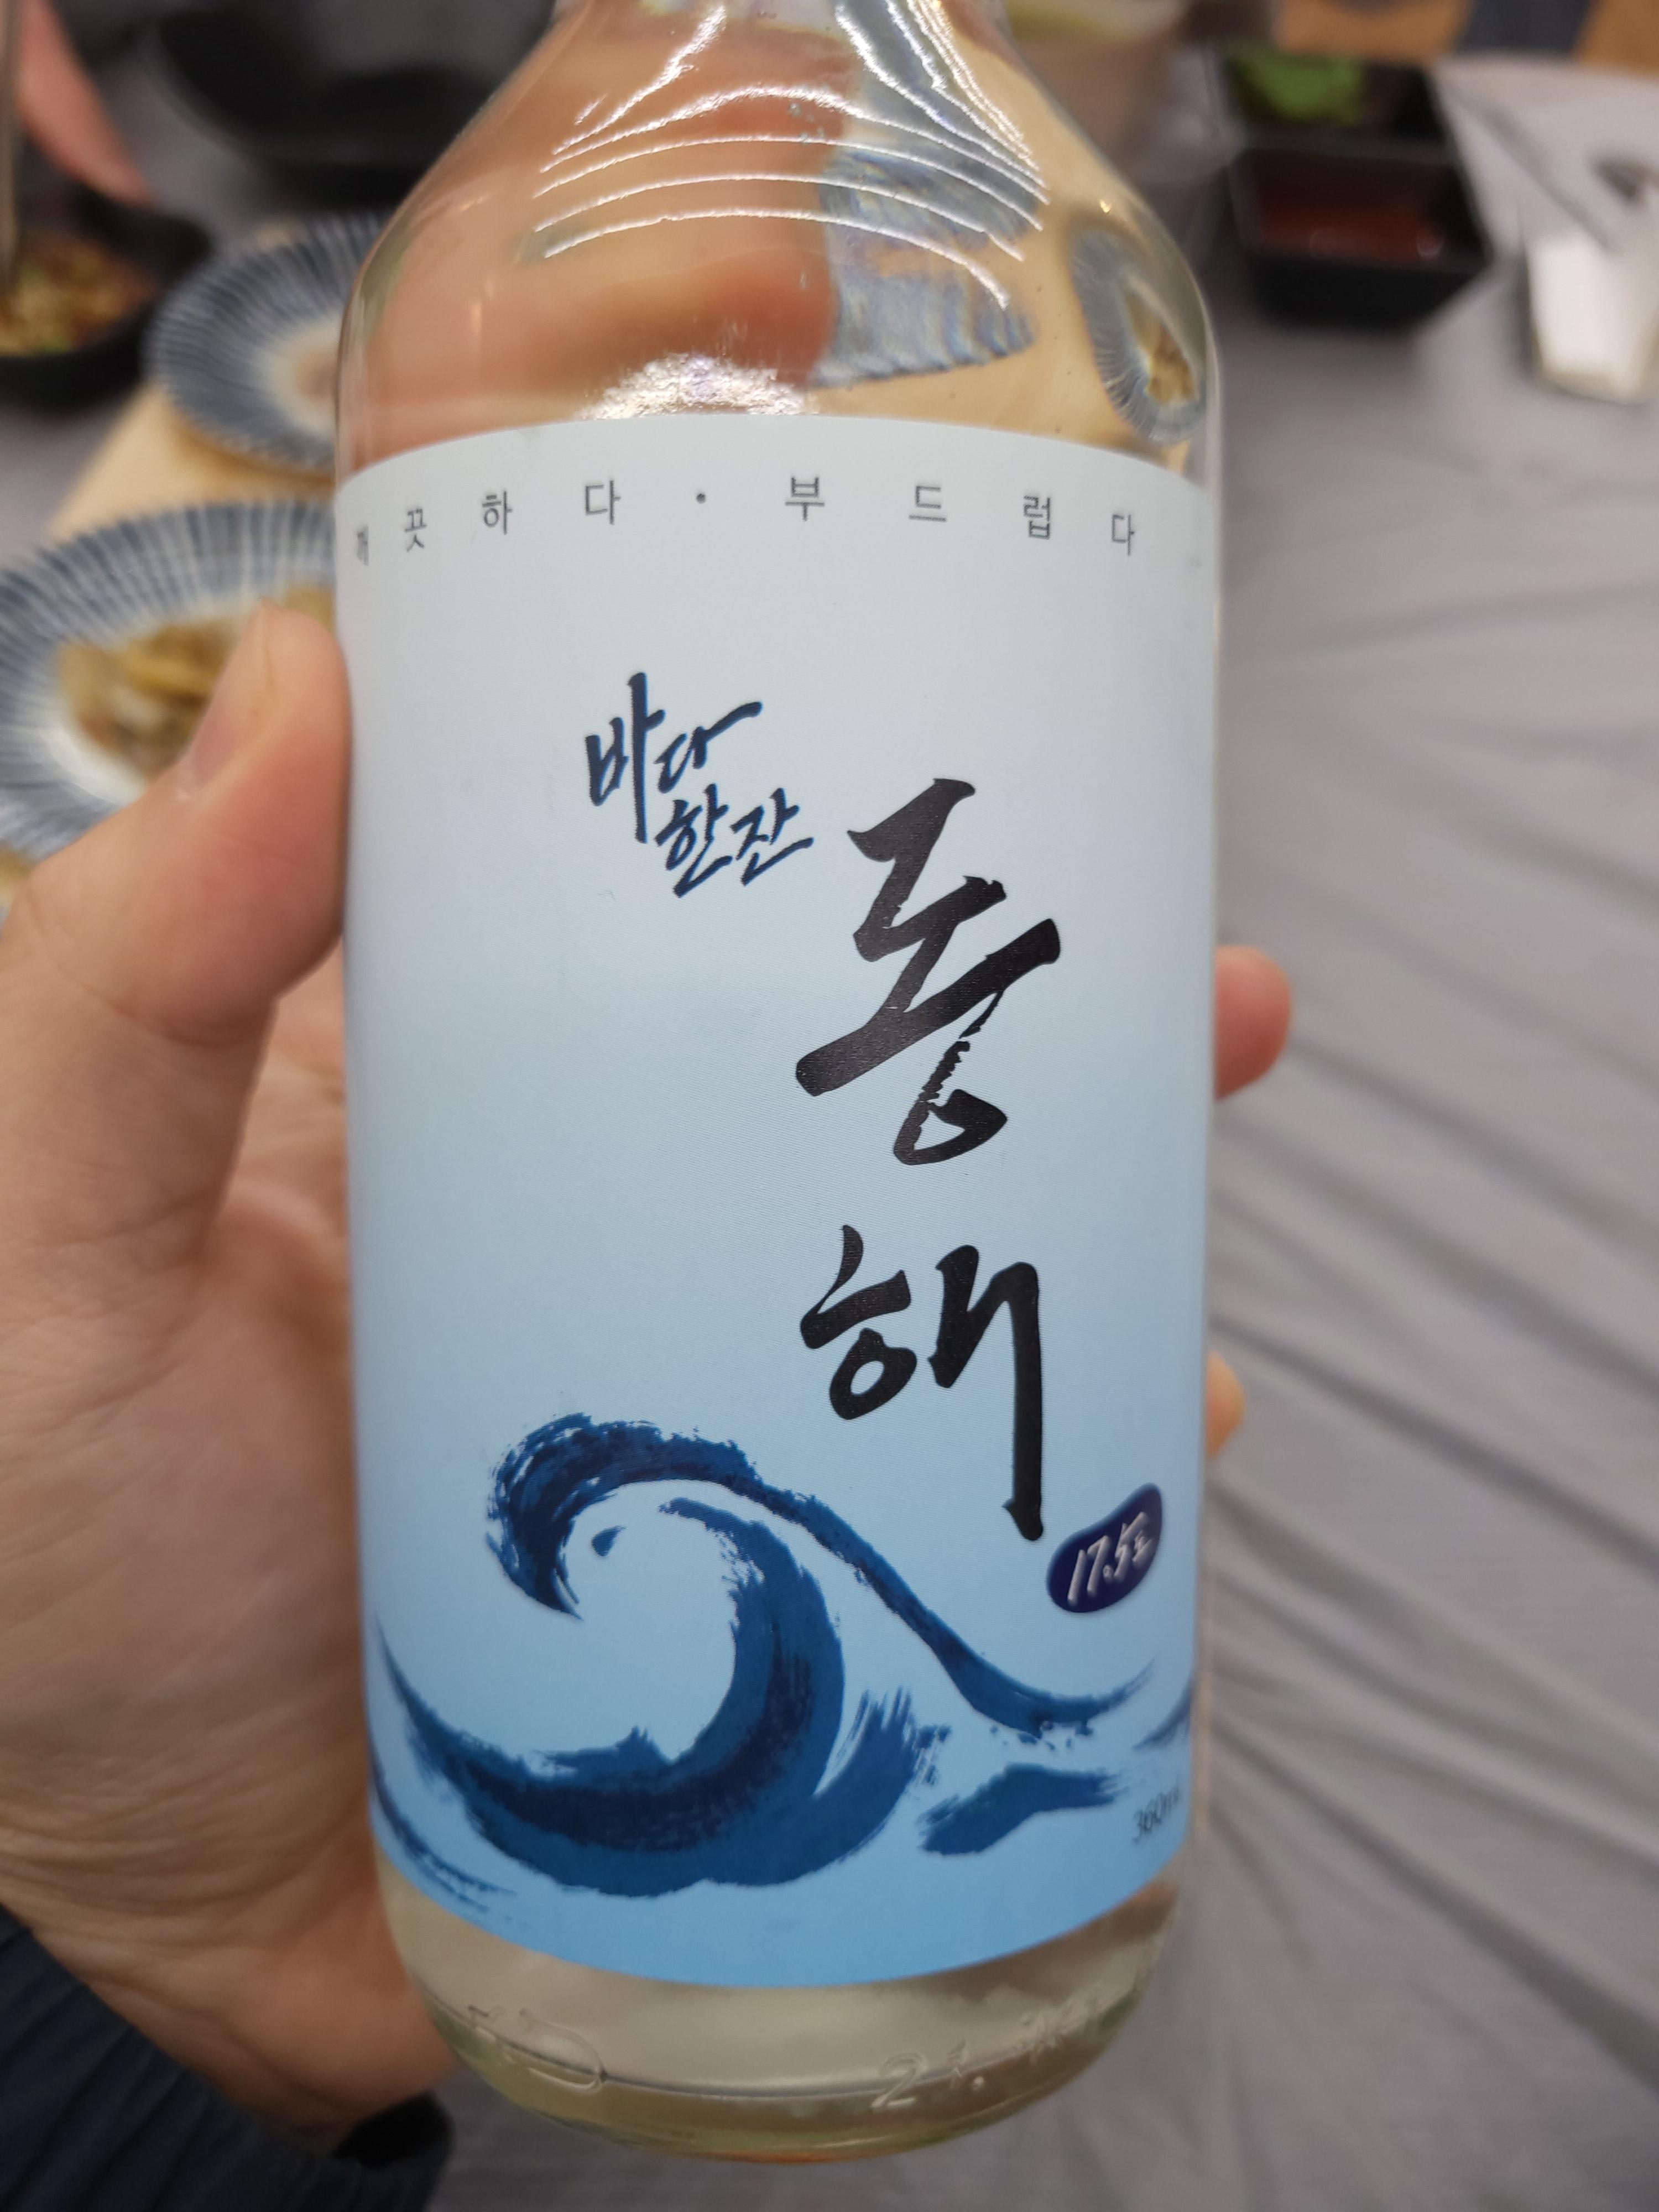 깨끗하다·부드럽다
바다
한잔
동
해
17.5도
360ml